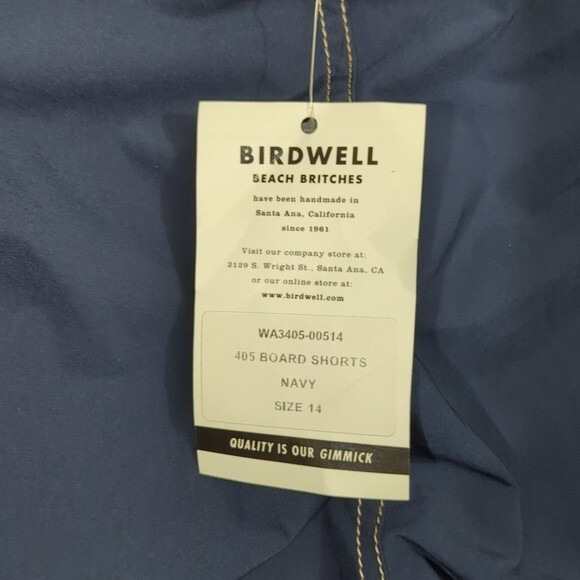 BIRDWELL
BEACH BRITCHES
have been handmade in
Santa Ana, California
since 1961
Visit our company store at:
2129 S. Wright St., Santa Ana, CA
or our online store at:
www.birdwell.com
WA3405-00514
405 BOARD SHORTS
NAVY
SIZE 14
QUALITY IS OUR GIMMICK